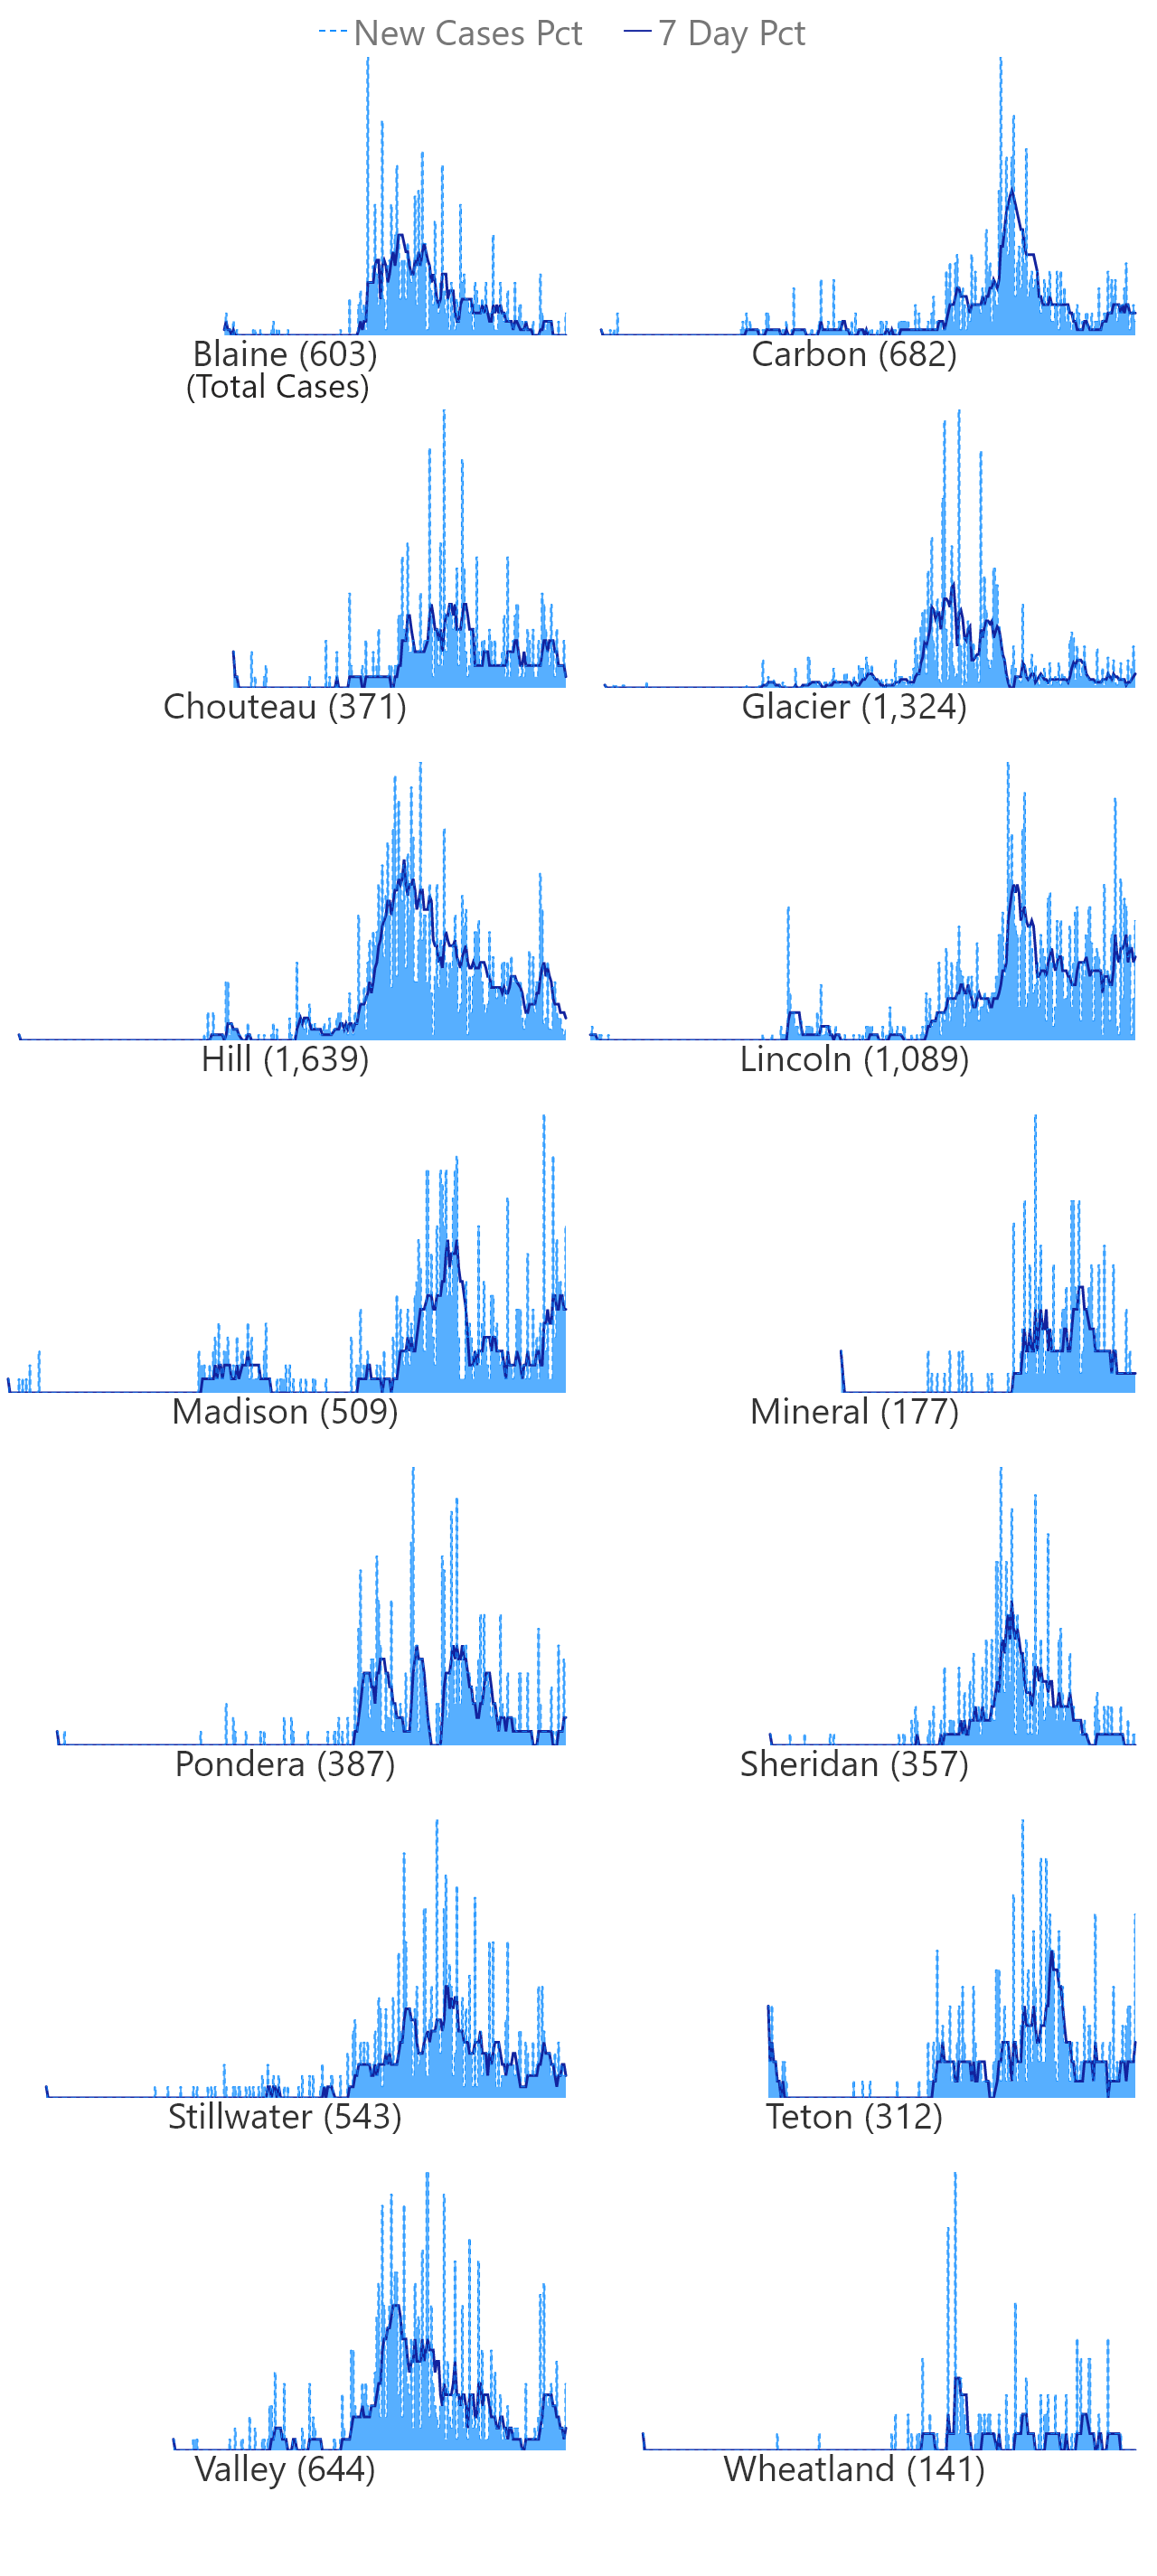 New Cases Pct 7 Day Pct
Blaine (603) Carbon (682)
(Total Cases)
Chouteau (371) Glacier (1,324)
Hill (1,639) Lincoln (1,089)
Madison (509) Mineral (177)
Pondera (387) Sheridan (357)
Stillwater (543) Teton (312)
Valley (644) Wheatland (141)